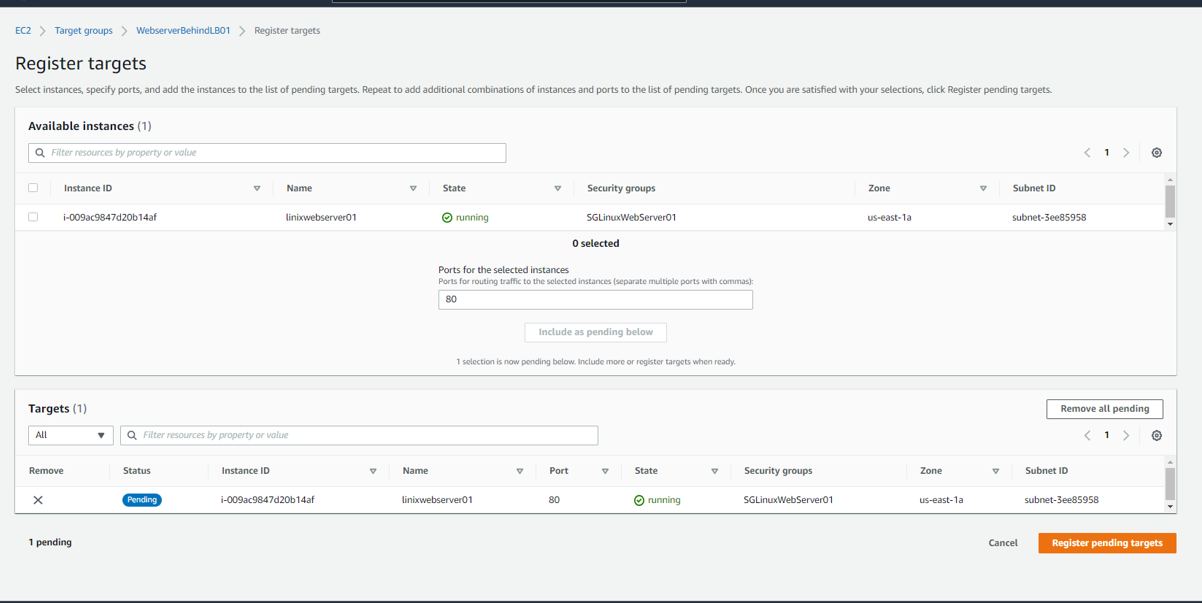 EC2 > Target groups > WebserverBehindLB01 > Register targets
Register targets
Select instances, specify ports, and add the instances to the list of pending targets. Repeat to add additional combinations of instances and ports to the list of pending targets. Once you are satisfied with your selections, click Register pending targets.
Available instances (1)
Filter resources by property or value
1
Instance ID Name State Security groups Zone Subnet ID
i-009ac9847d20b14af linixwebserver01 running SGLinuxWebServer01 us-east-1a subnet-3ee85958
0 selected
Ports for the selected instances
Ports for routing traffic to the selected instances (separate multiple ports with commas):
80
Include as pending below
1 selection is now pending below. Include more or register targets when ready.
Targets (1)
Remove all pending
All Filter resources by property or value
1
Remove Status Instance ID Name Port State Security groups Zone Subnet ID
Pending i-009ac9847d20b14af linixwebserver01 80 running SGLinuxWebServer01 us-east-1a subnet-3ee85958
1 pending
Cancel
Register pending targets